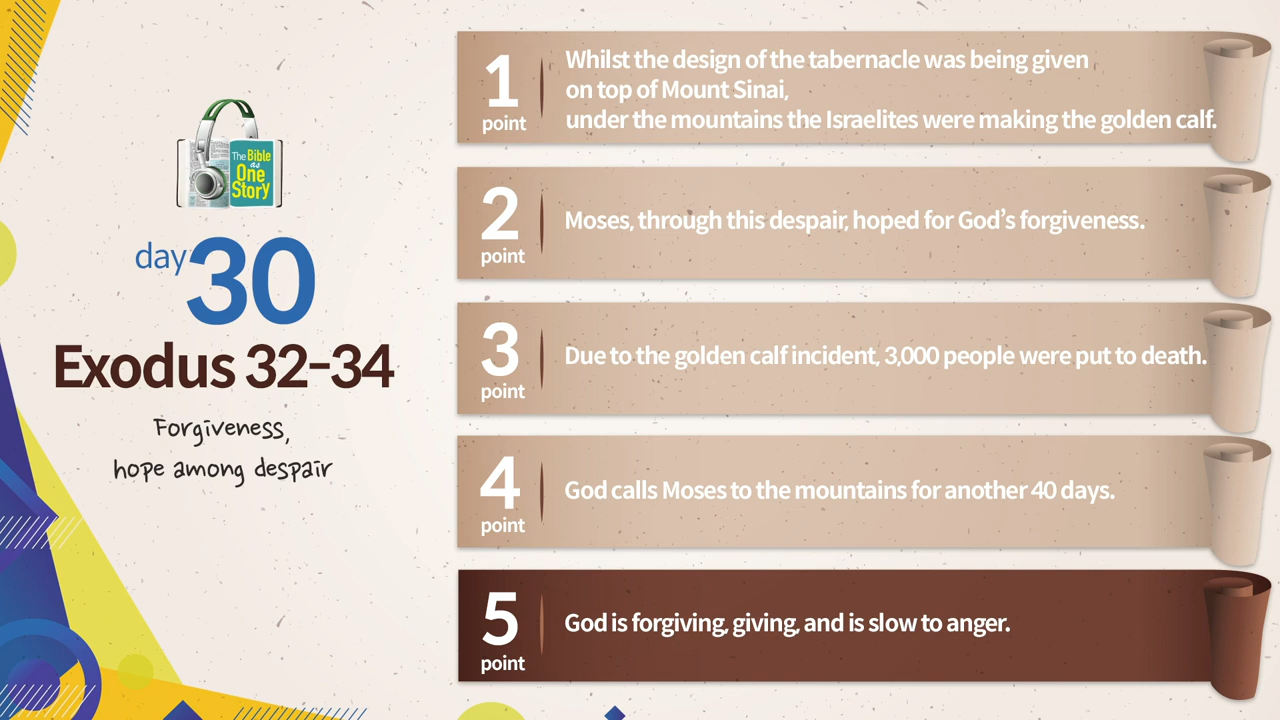 The Bible
as
One
Story
day 30
Exodus 32-34
Forgiveness,
hope among despair
1
point
Whilst the design of the tabernacle was being given
on top of Mount Sinai,
under the mountains the Israelites were making the golden calf.
2
point
Moses, through this despair, hoped for God's forgiveness.
3
point
Due to the golden calf incident, 3,000 people were put to death.
4
point
God calls Moses to the mountains for another 40 days.
5
point
God is forgiving, giving, and is slow to anger.